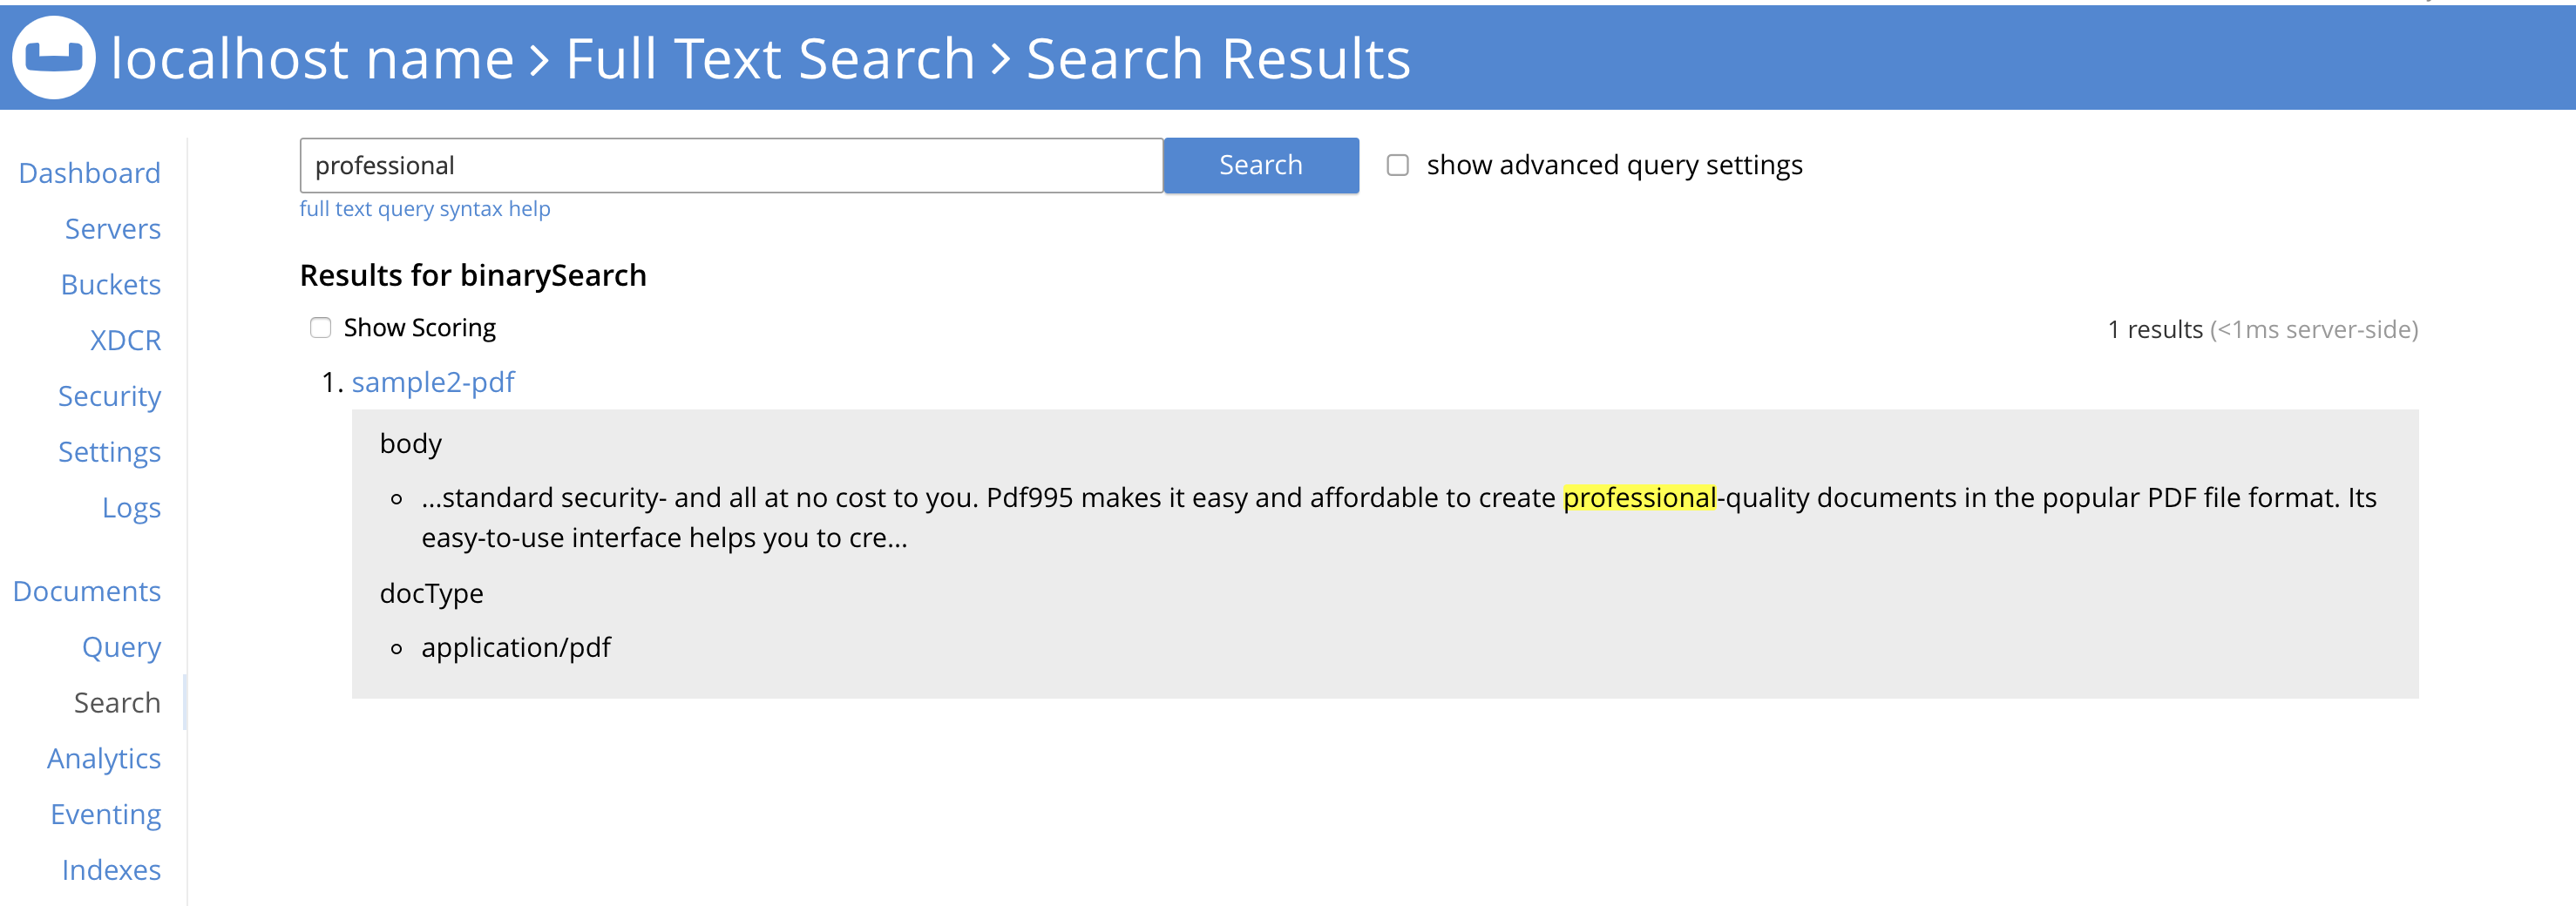 localhost name > Full Text Search > Search Results
Dashboard
Servers
Buckets
XDCR
Security
Settings
Logs
Documents
Query
Search
Analytics
Eventing
Indexes
professional
Search
show advanced query settings
full text query syntax help
Results for binarySearch
Show Scoring
1 results (<1ms server-side)
1. sample2-pdf
body
...standard security- and all at no cost to you. Pdf995 makes it easy and affordable to create professional-quality documents in the popular PDF file format. Its
easy-to-use interface helps you to cre...
docType
application/pdf